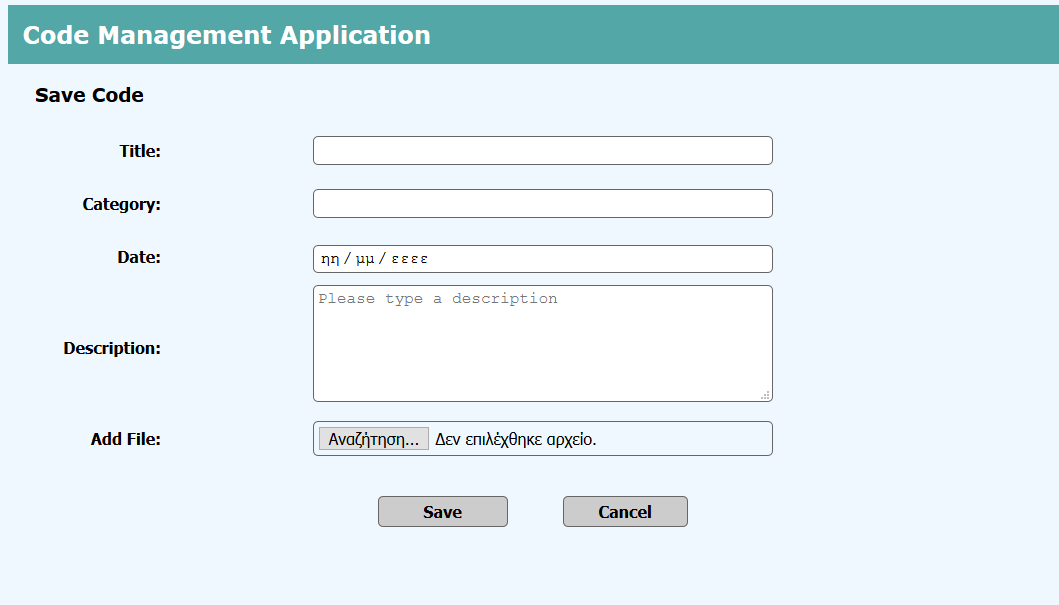 Code Management Application
Save Code
Title:
Category:
Date: ηη / μμ / εεεε
Please type a description
Description:
Add File: Αναζήτηση... Δεν επιλέχθηκε αρχείο.
Save Cancel